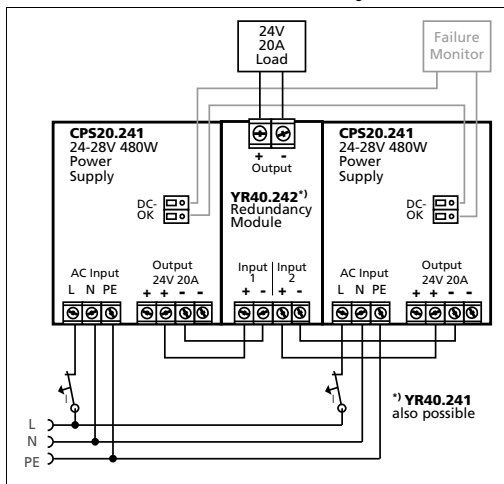 24V
20A
Load
Failure
Monitor
CPS20.241
24-28V 480W
Power
Supply
DC-
OK
AC Input
L N PE
Output
24V 20A
+ + - -
+ -
Output
YR40.242*)
Redundancy
Module
Input
1
Input
2
+ - + -
CPS20.241
24-28V 480W
Power
Supply
DC-
OK
AC Input
L N PE
Output
24V 20A
+ + - -
I
I
*) YR40.241
also possible
L
N
PE